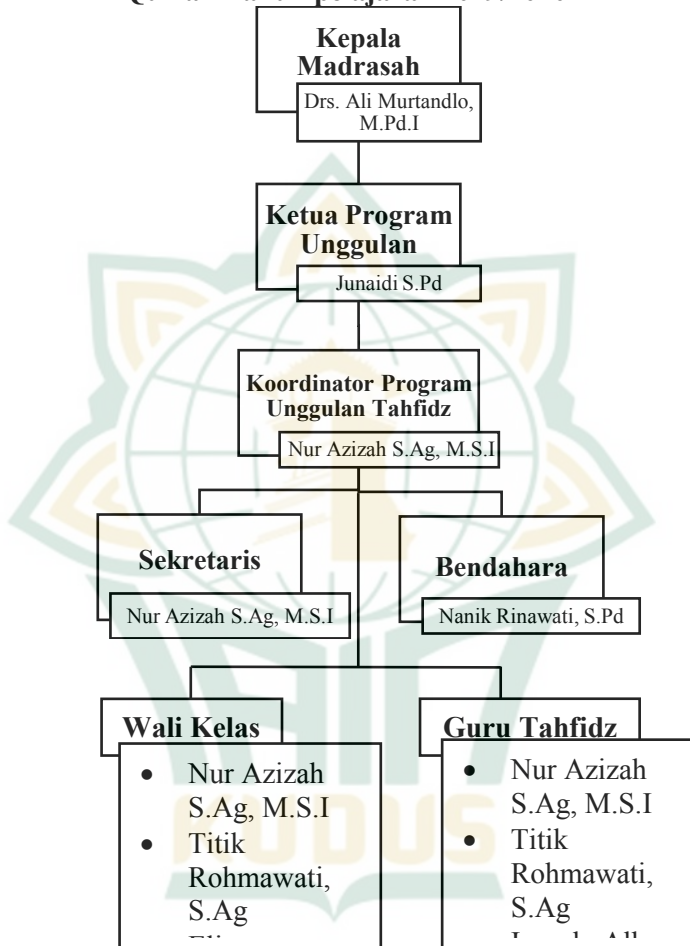 Kepala
Madrasah
Drs. Ali Murtandlo,
M.Pd.I
Ketua Program
Unggulan
Junaidi S.Pd
Koordinator Program
Unggulan Tahfidz
Nur Azizah S.Ag, M.S.I
Sekretaris
Nur Azizah S.Ag, M.S.I
Bendahara
Nanik Rinawati, S.Pd
Wali Kelas
• Nur Azizah
S.Ag, M.S.I
• Titik
Rohmawati,
S.Ag
Guru Tahfidz
• Nur Azizah
S.Ag, M.S.I
• Titik
Rohmawati,
S.Ag
KUDUS